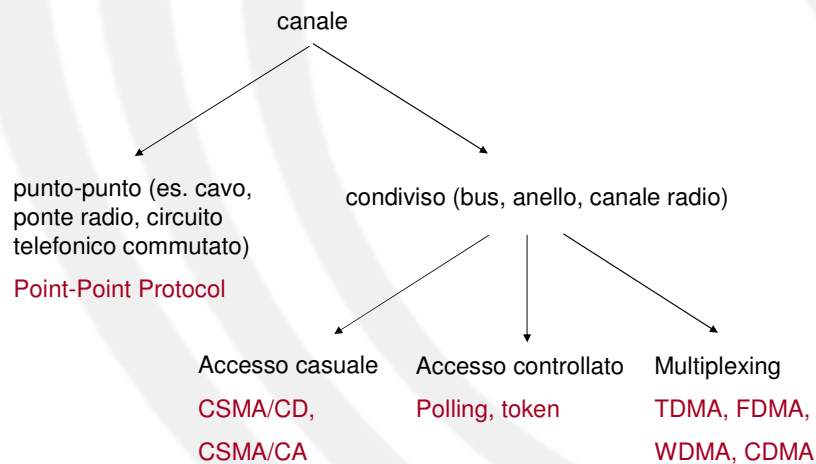 canale
punto-punto (es. cavo,
ponte radio, circuito
telefonico commutato)
Point-Point Protocol
condiviso (bus, anello, canale radio)
Accesso casuale
CSMA/CD,
CSMA/CA
Accesso controllato
Polling, token
Multiplexing
TDMA, FDMA,
WDMA, CDMA